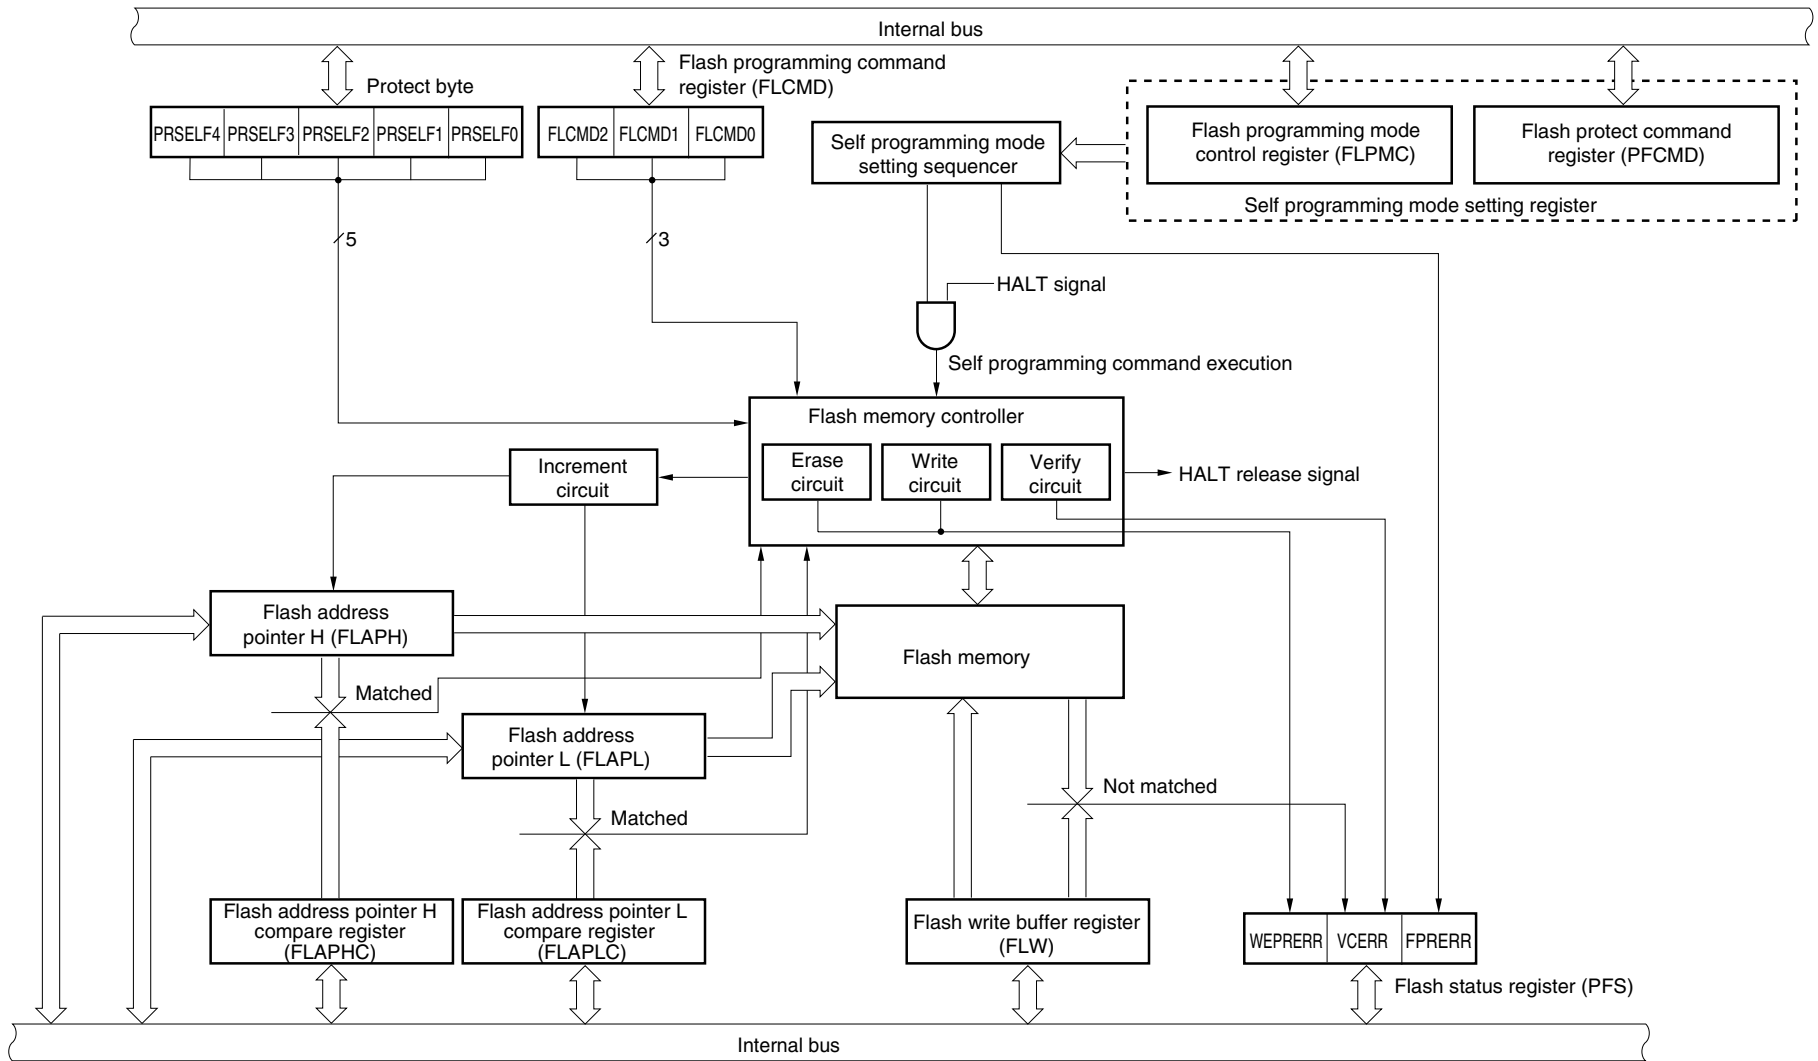 Internal bus
Protect byte
Flash programming command
register (FLCMD)
PRSELF4 PRSELF3 PRSELF2 PRSELF1 PRSELF0
FLCMD2 FLCMD1 FLCMD0
Self programming mode
setting sequencer
Flash programming mode
control register (FLPMC)
Flash protect command
register (PFCMD)
Self programming mode setting register
5
3
HALT signal
Self programming command execution
Flash memory controller
Erase
circuit
Write
circuit
Verify
circuit
HALT release signal
Increment
circuit
Flash address
pointer H (FLAPH)
Flash memory
Matched
Flash address
pointer L (FLAPL)
Matched
Not matched
Flash address pointer H
compare register
(FLAPHC)
Flash address pointer L
compare register
(FLAPLC)
Flash write buffer register
(FLW)
WEPRERR VCERR FPRERR
Flash status register (PFS)
Internal bus